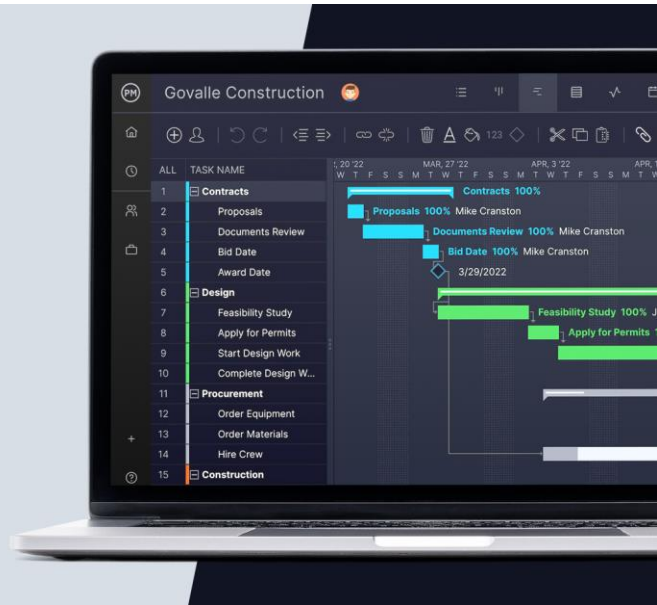 PM
Govalle Construction
123
ALL TASK NAME
, 20 '22 MAR, 27 '22 APR, 3 '22 APR,
W T F S S M T W T F S S M T W T F S S M T W
1 Contracts Contracts 100%
2 Proposals Proposals 100% Mike Cranston
3 Documents Review Documents Review 100% Mike Cranston
4 Bid Date Bid Date 100% Mike Cranston
5 Award Date 3/29/2022
6 Design
7 Feasibility Study Feasibility Study 100% J
8 Apply for Permits Apply for Permits 1
9 Start Design Work
10 Complete Design W...
11 Procurement
12 Order Equipment
13 Order Materials
14 Hire Crew
15 Construction